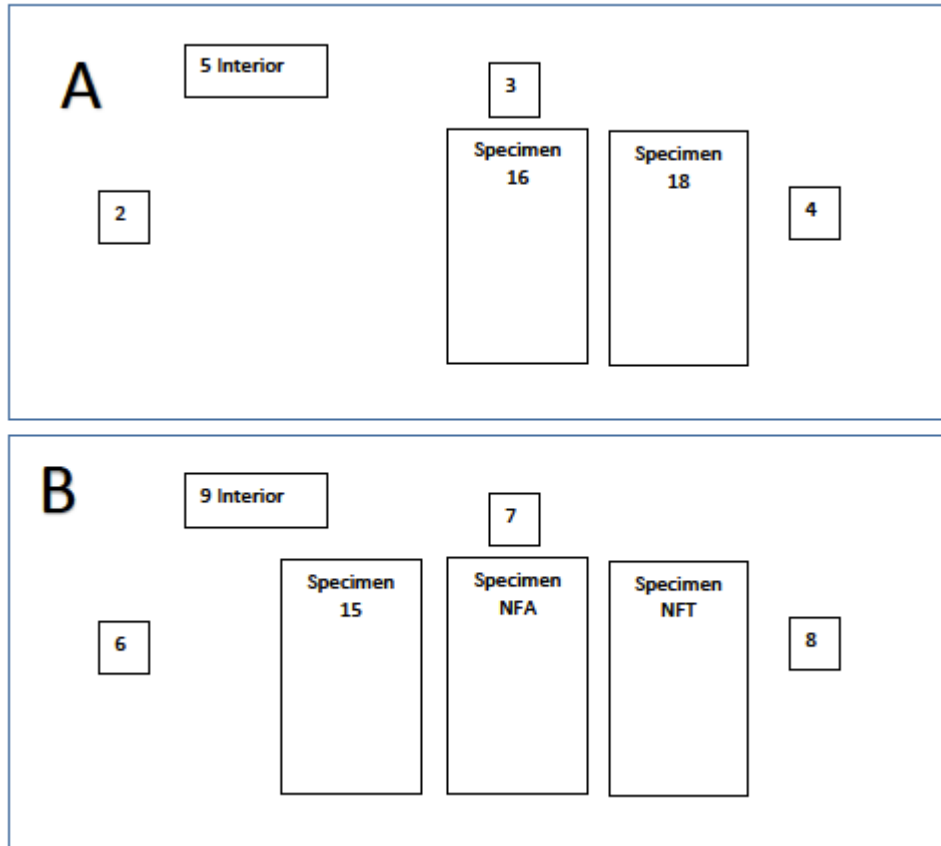 A
5 Interior
3
Specimen
16
Specimen
18
2
4
B
9 Interior
7
Specimen
15
Specimen
NFA
Specimen
NFT
6
8